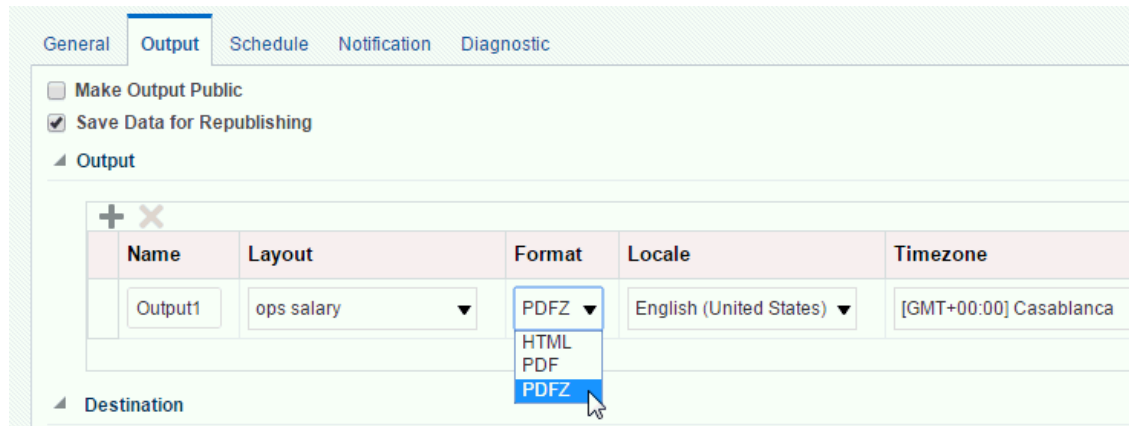 General Output Schedule Notification Diagnostic
Make Output Public
Save Data for Republishing
Output
Name Layout Format Locale Timezone
Output1 ops salary PDFZ English (United States) [GMT+00:00] Casablanca
HTML
PDF
PDFZ
Destination